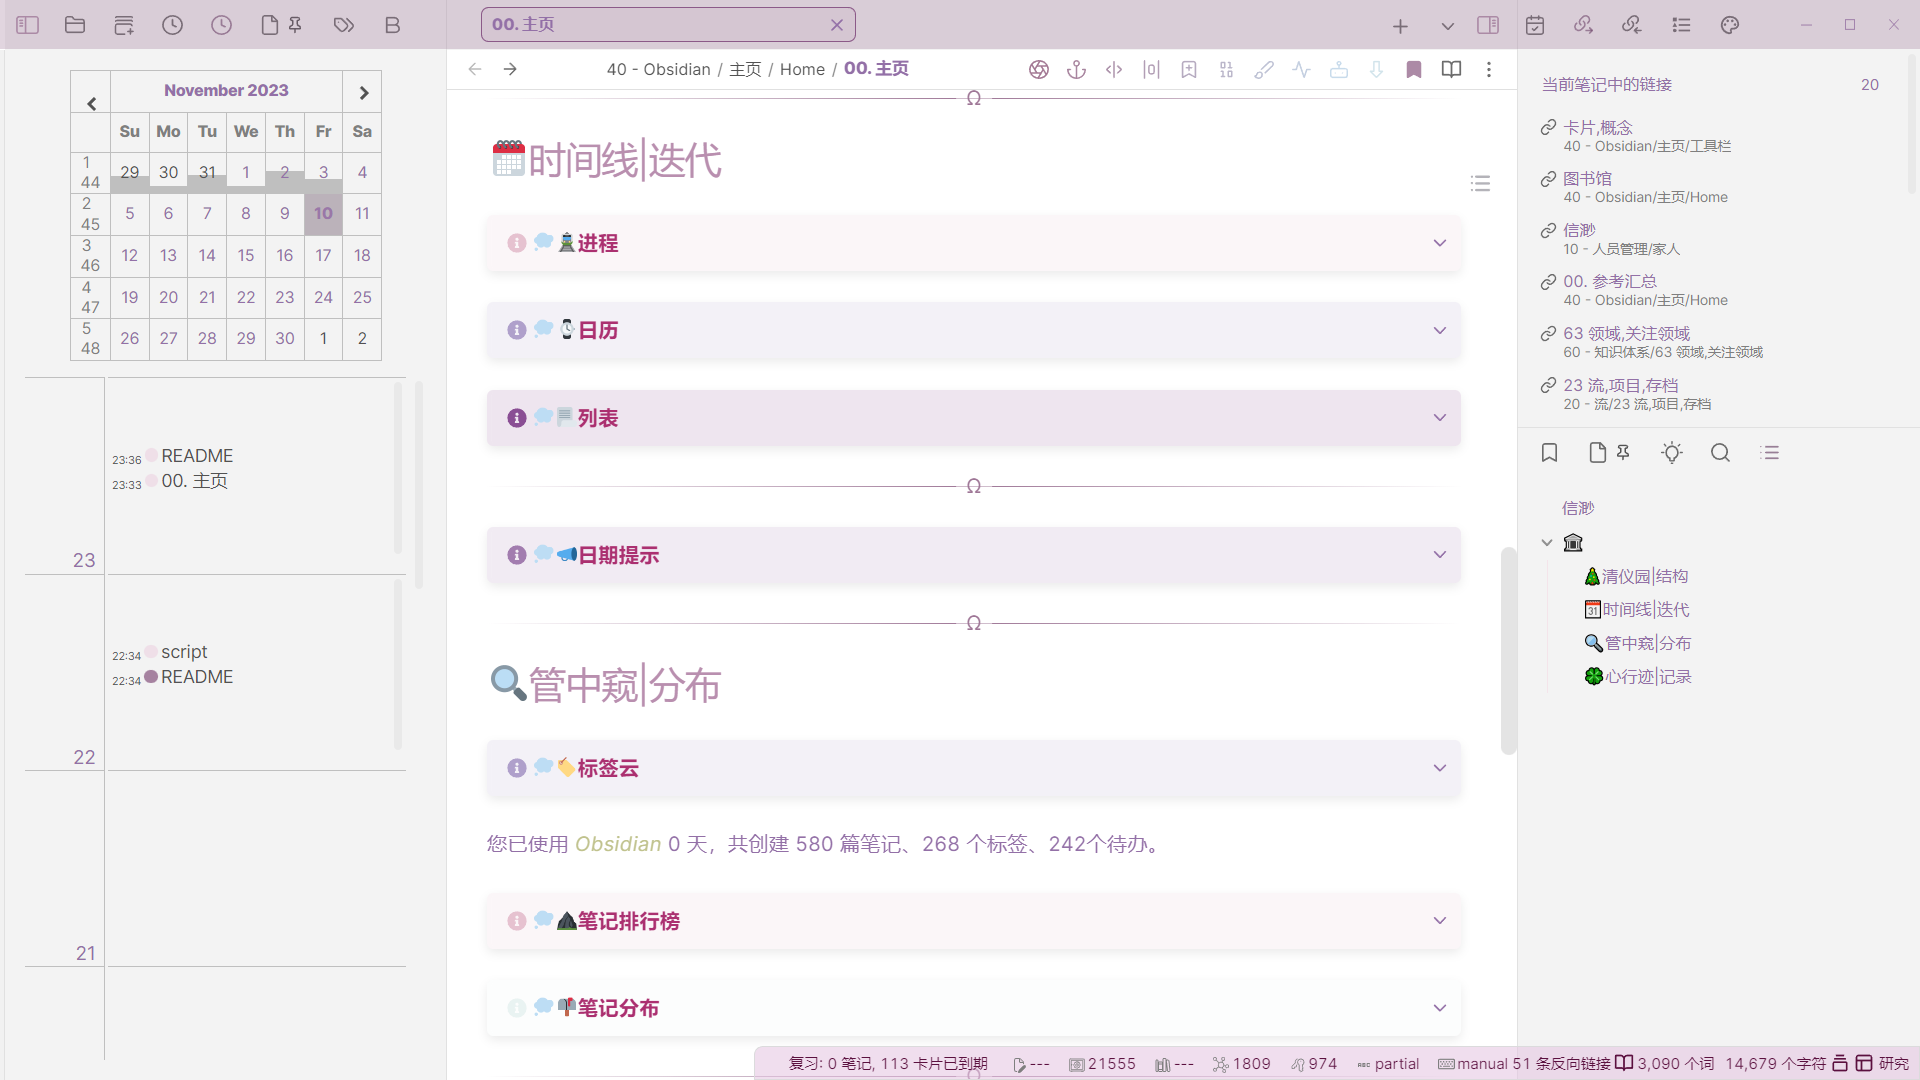 00. 主页
40 - Obsidian / 主页 / Home / 00. 主页
November 2023
Su Mo Tu We Th Fr Sa
1 44 29 30 31 1 2 3 4
2 45 5 6 7 8 9 10 11
3 46 12 13 14 15 16 17 18
4 47 19 20 21 22 23 24 25
5 48 26 27 28 29 30 1 2
23:36 README
23:33 00. 主页
23
22:34 script
22:34 README
22
21
Ω
时间线|迭代
进程
日历
列表
Ω
日期提示
Ω
管中窥|分布
标签云
您已使用 Obsidian 0 天，共创建 580 篇笔记、268 个标签、242个待办。
笔记排行榜
笔记分布
当前笔记中的链接 20
卡片,概念
40 - Obsidian/主页/工具栏
图书馆
40 - Obsidian/主页/Home
信渺
10 - 人员管理/家人
00. 参考汇总
40 - Obsidian/主页/Home
63 领域,关注领域
60 - 知识体系/63 领域,关注领域
23 流,项目,存档
20 - 流/23 流,项目,存档
信渺
清仪园|结构
时间线|迭代
管中窥|分布
心行迹|记录
复习: 0 笔记, 113 卡片已到期 --- 21555 --- 1809 974 partial manual 51 条反向链接 3,090 个词 14,679 个字符 研究